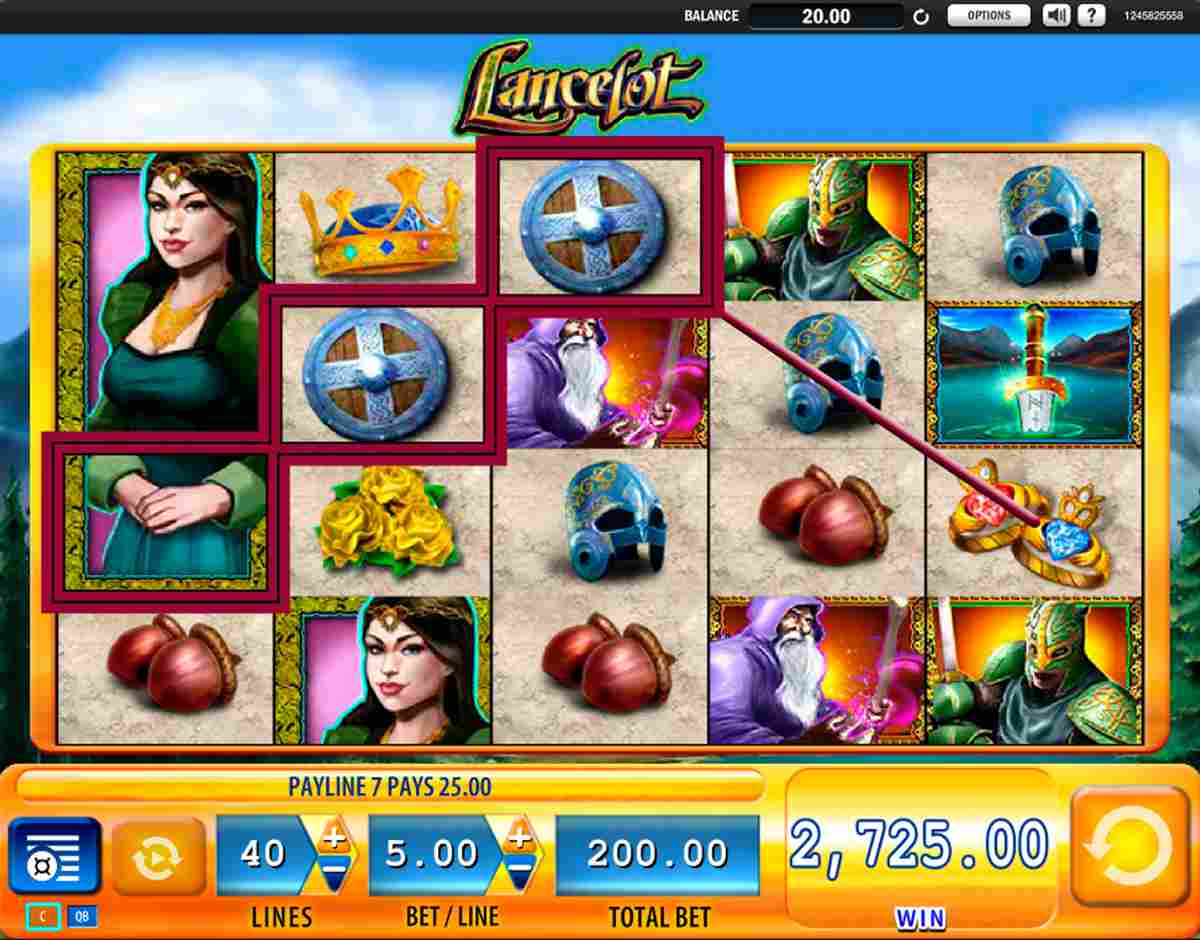 BALANCE 20.00 OPTIONS ? 1245825558
Lancelot
PAYLINE 7 PAYS 25.00
40 + 5.00 + 200.00 2,725.00
C QB
LINES BET / LINE TOTAL BET WIN